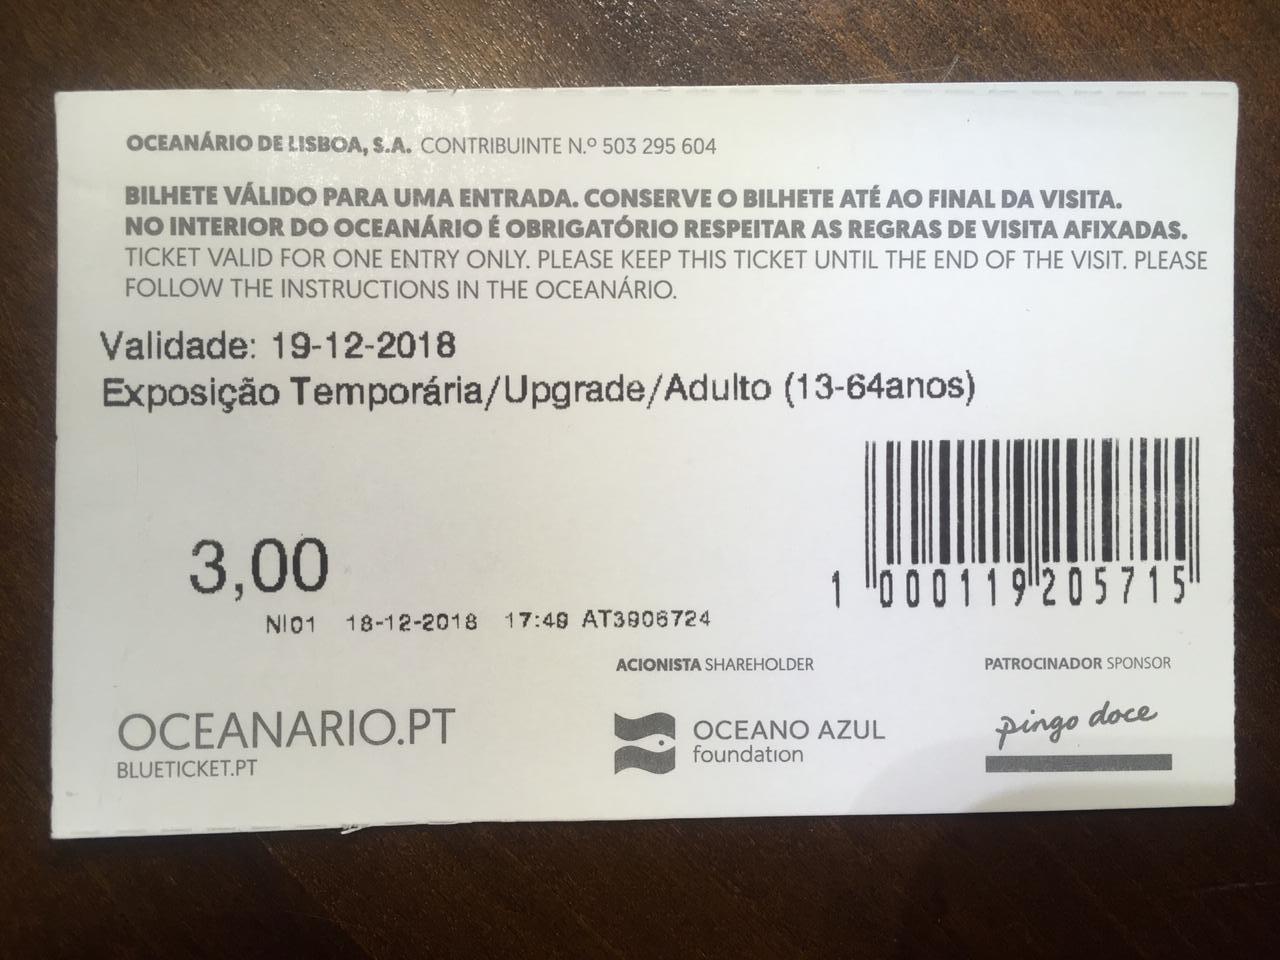 OCEANÁRIO DE LISBOA, S.A. CONTRIBUINTE N.º 503 295 604
BILHETE VÁLIDO PARA UMA ENTRADA. CONSERVE O BILHETE ATÉ AO FINAL DA VISITA.
NO INTERIOR DO OCEANÁRIO É OBRIGATÓRIO RESPEITAR AS REGRAS DE VISITA AFIXADAS.
TICKET VALID FOR ONE ENTRY ONLY. PLEASE KEEP THIS TICKET UNTIL THE END OF THE VISIT. PLEASE
FOLLOW THE INSTRUCTIONS IN THE OCEANÁRIO.
Validade: 19-12-2018
Exposição Temporária/Upgrade/Adulto (13-64anos)
3,00
1 000119 205715
NI01 18-12-2018 17:49 AT3906724
ACIONISTA SHAREHOLDER
PATROCINADOR SPONSOR
OCEANARIO.PT
BLUETICKET.PT
OCEANO AZUL
foundation
pingo doce